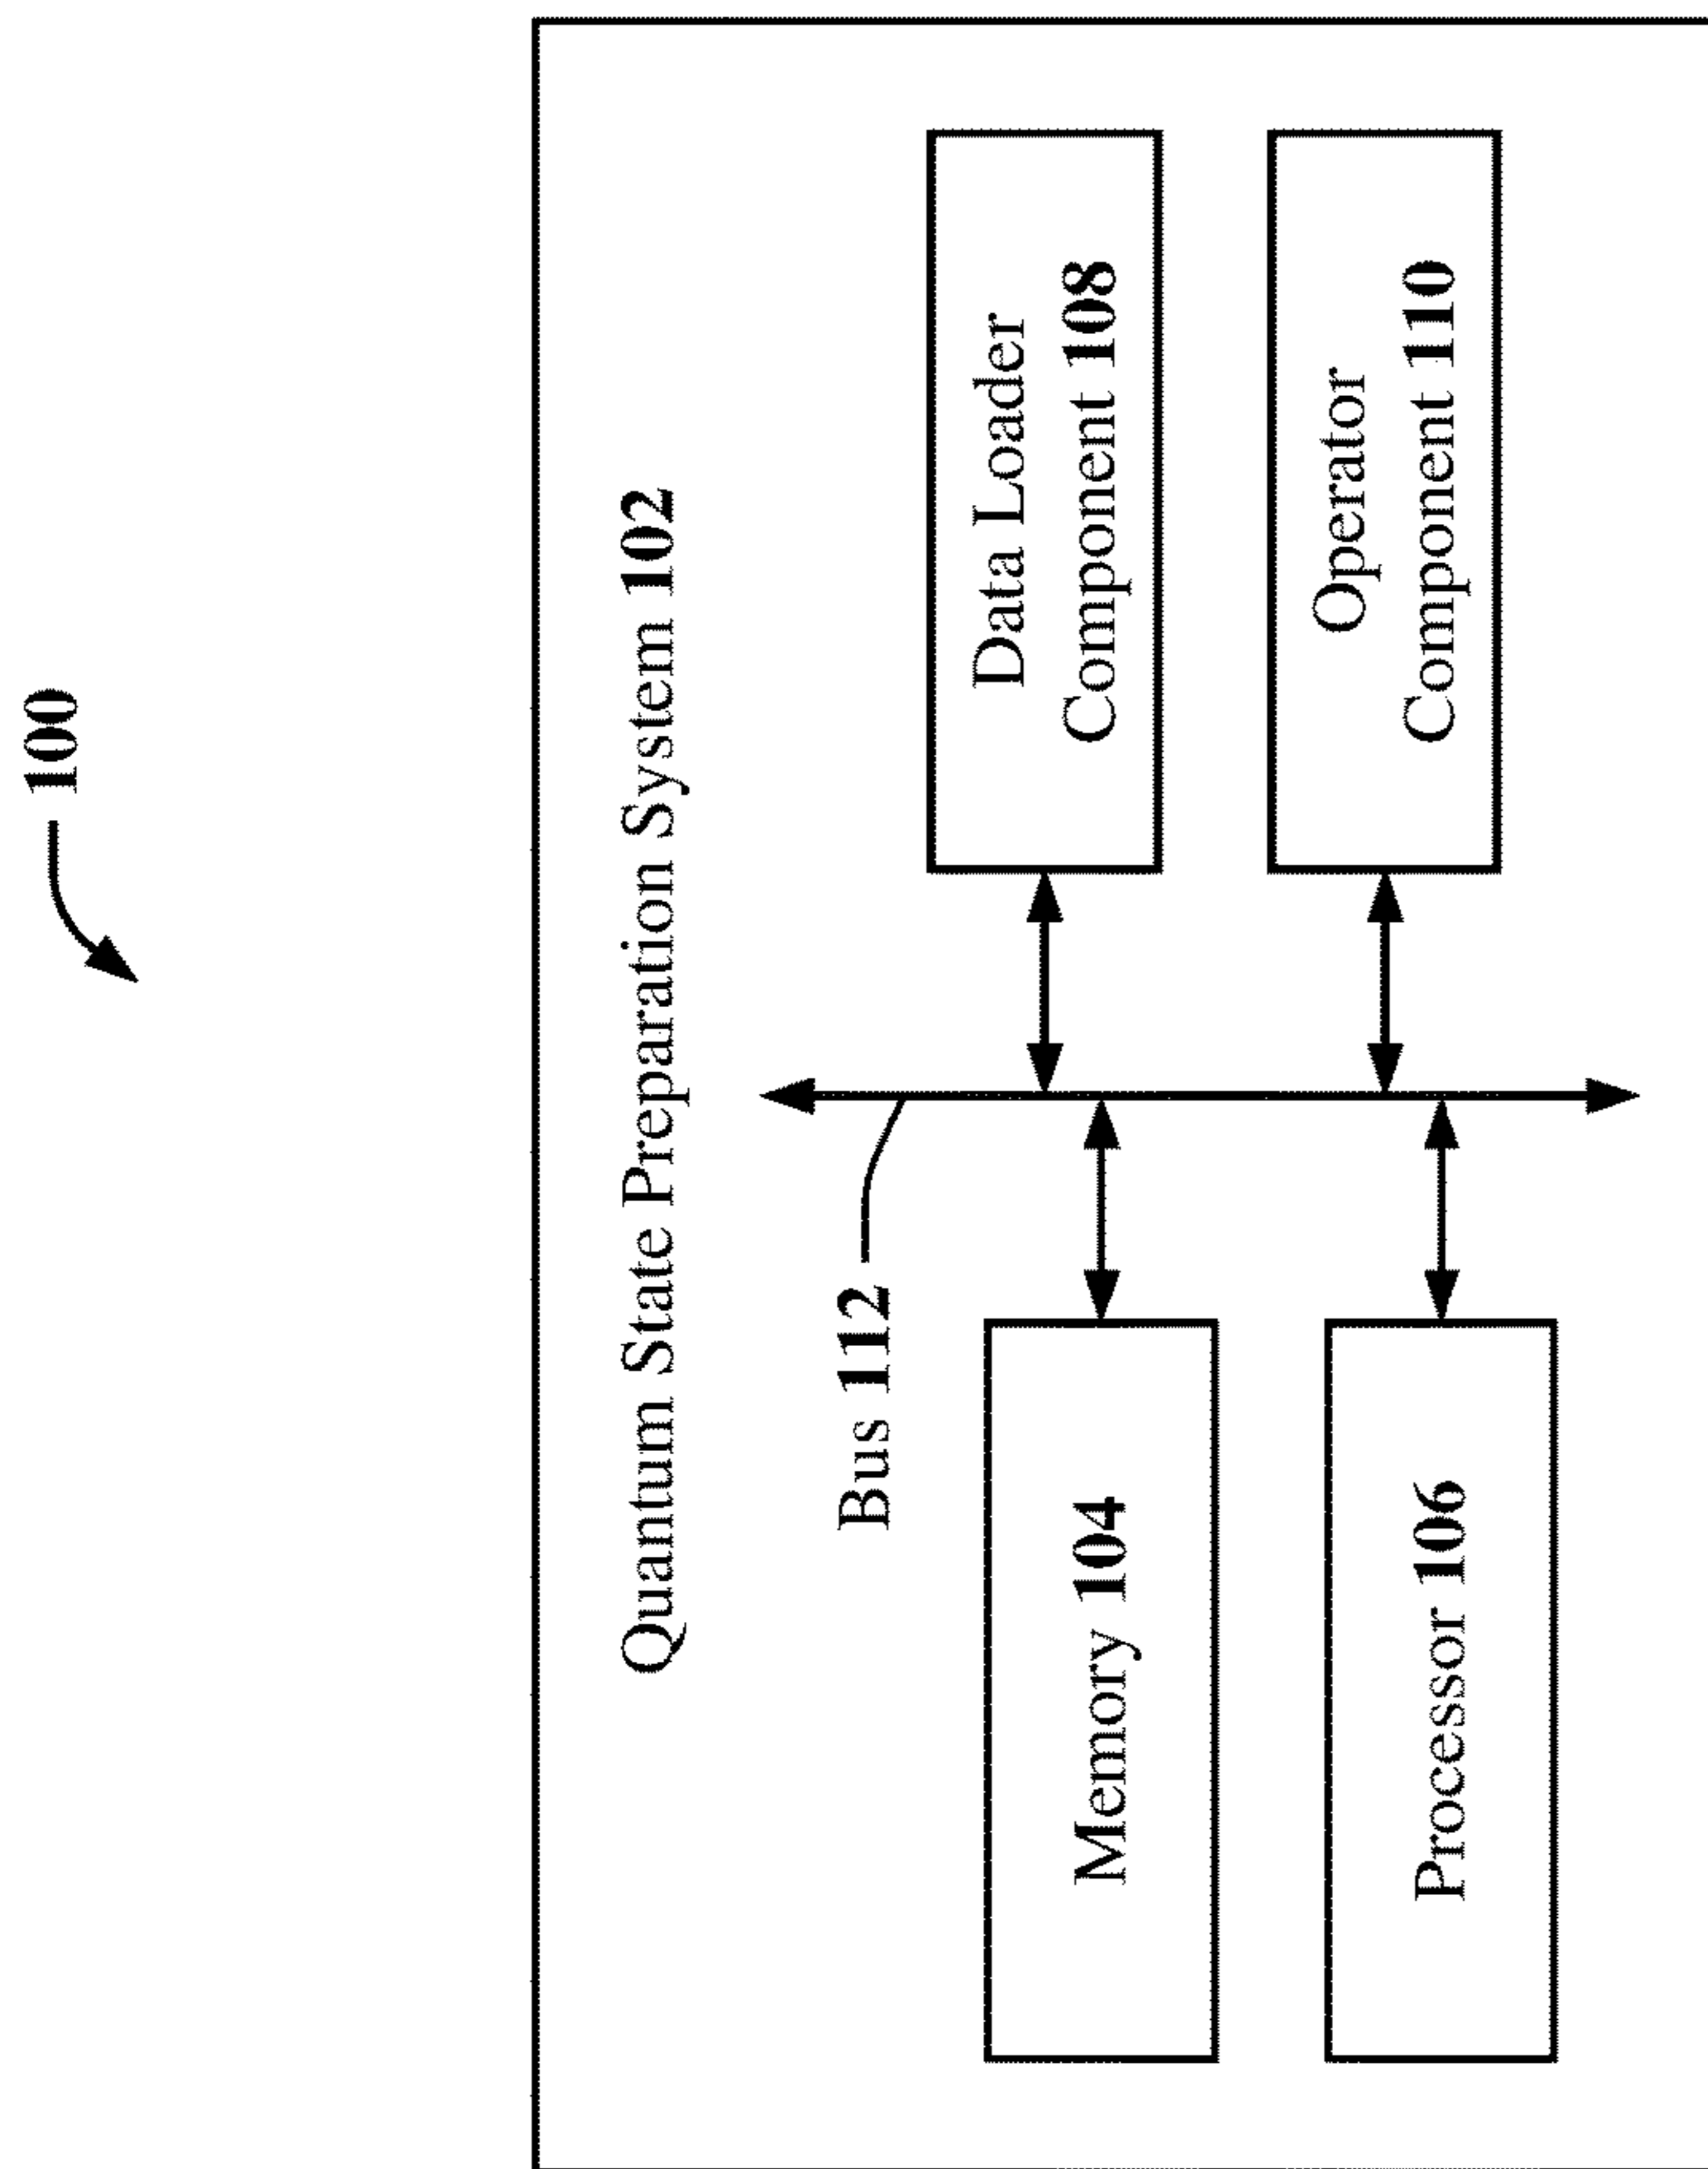 100
Quantum State Preparation System 102
Bus 112
Memory 104
Data Loader
Component 108
Processor 106
Operator
Component 110